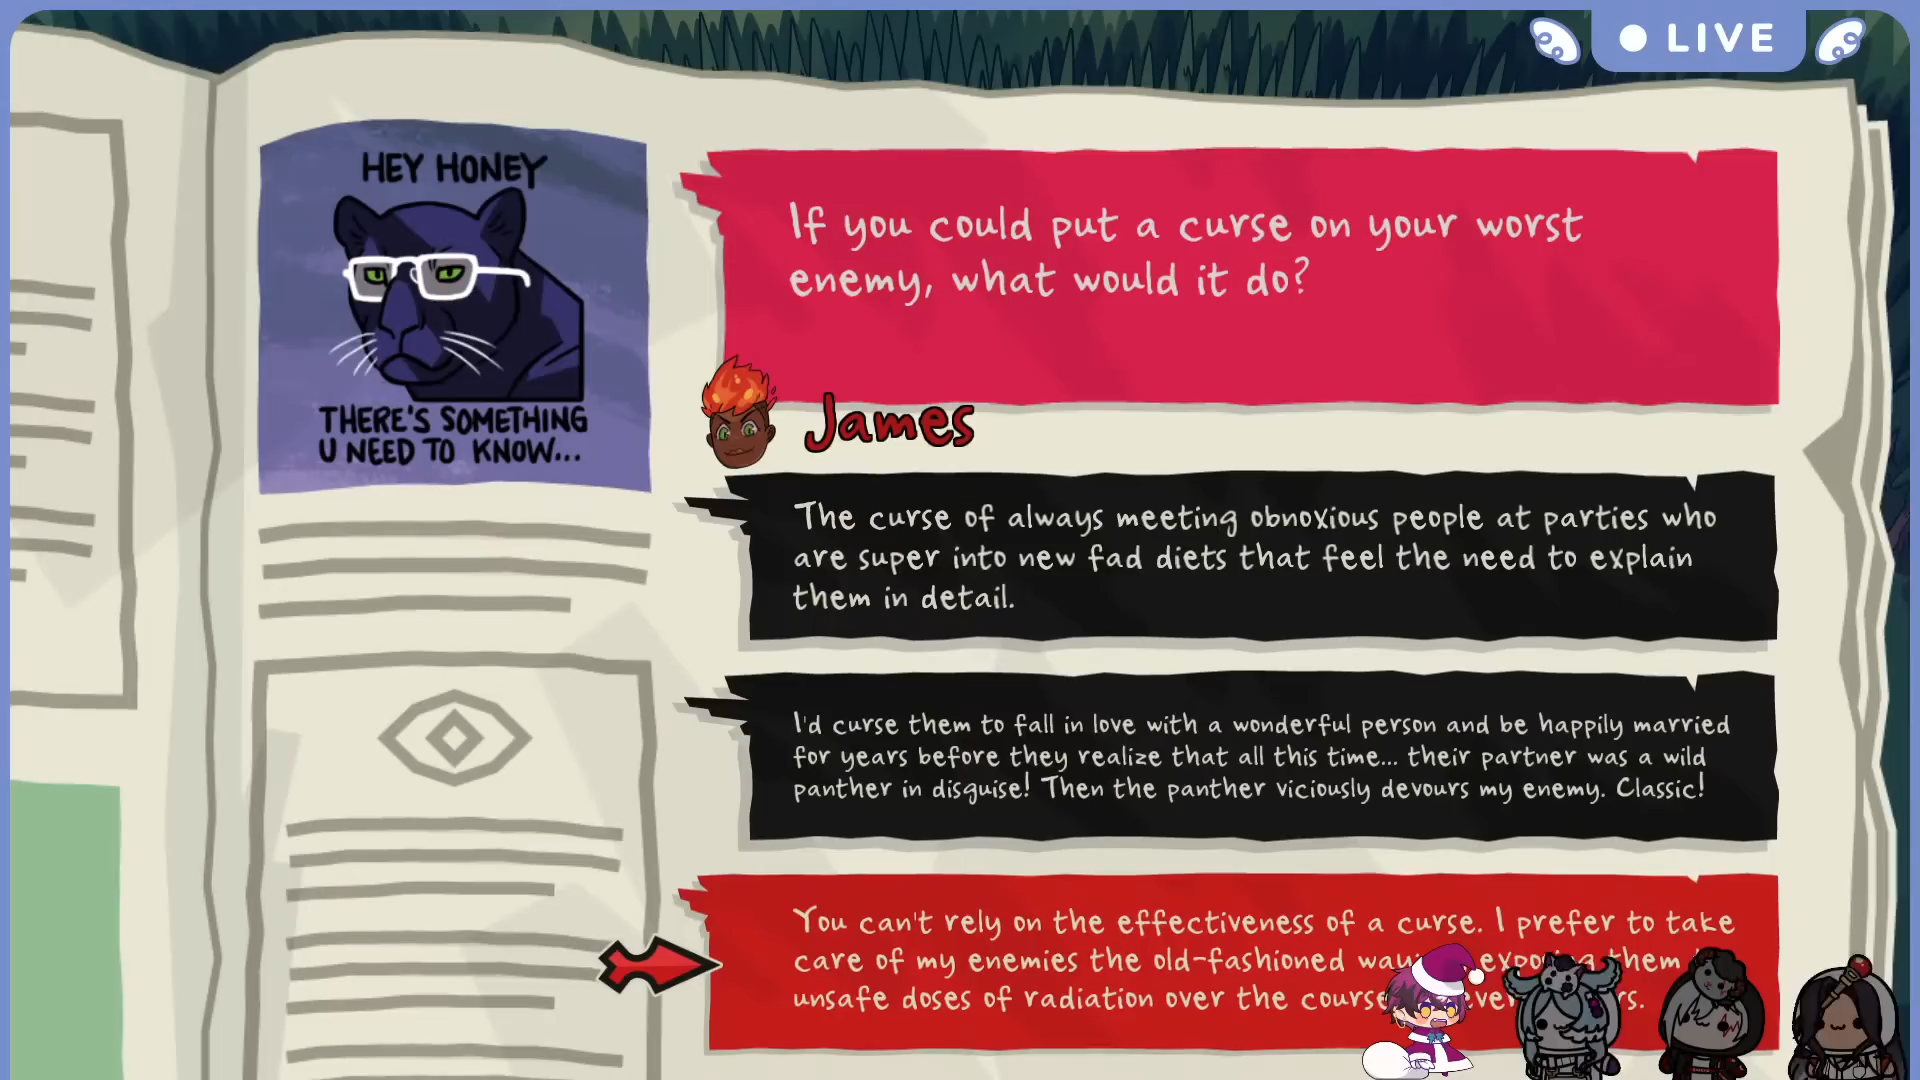 LIVE
HEY HONEY
THERE'S SOMETHING
U NEED TO KNOW...
If you could put a curse on your worst
enemy, what would it do?
James
The curse of always meeting obnoxious people at parties who
are super into new fad diets that feel the need to explain
them in detail.
I'd curse them to fall in love with a wonderful person and be happily married
for years before they realize that all this time... their partner was a wild
panther in disguise! Then the panther viciously devours my enemy. Classic!
You can't rely on the effectiveness of a curse. I prefer to take
care of my enemies the old-fashioned way them
unsafe doses of radiation over the course